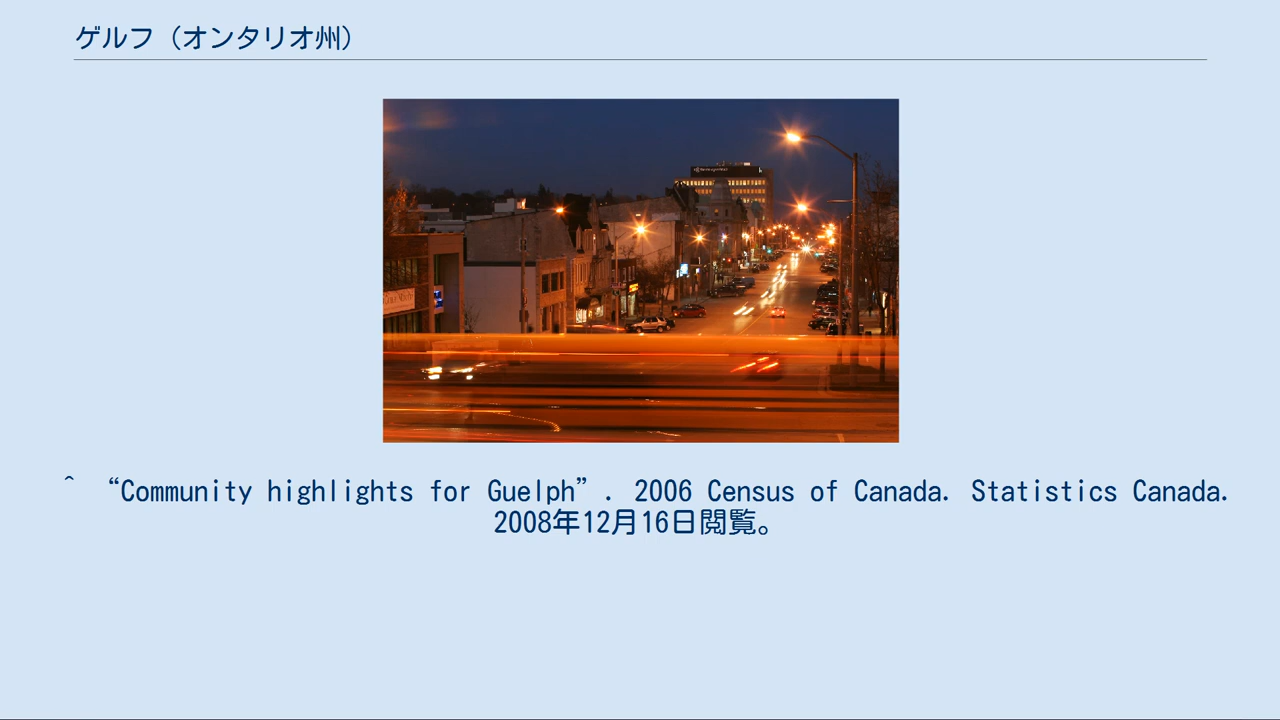 ゲルフ（オンタリオ州）
^ “Community highlights for Guelph”. 2006 Census of Canada. Statistics Canada.
2008年12月16日閲覧。